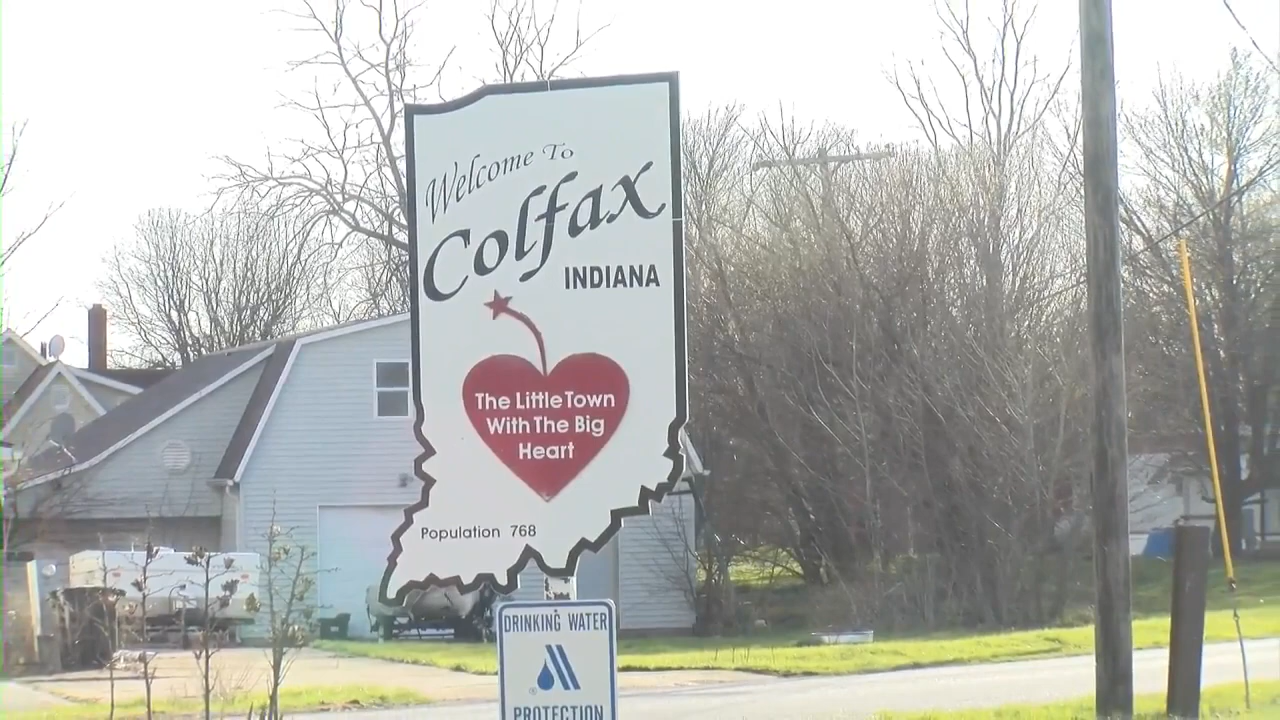 Welcome To
Colfax
INDIANA
The Little Town
With The Big
Heart
Population 768
DRINKING WATER
®
PROTECTION